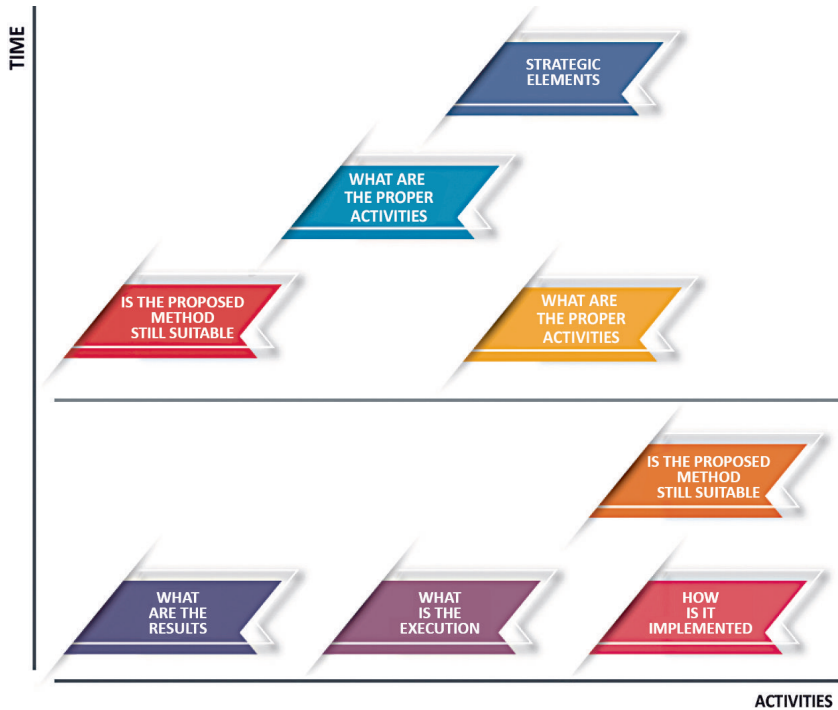 TIME
STRATEGIC
ELEMENTS
WHAT ARE
THE PROPER
ACTIVITIES
IS THE PROPOSED
METHOD
STILL SUITABLE
WHAT ARE
THE PROPER
ACTIVITIES
IS THE PROPOSED
METHOD
STILL SUITABLE
WHAT
ARE THE
RESULTS
WHAT
IS THE
EXECUTION
HOW
IS IT
IMPLEMENTED
ACTIVITIES